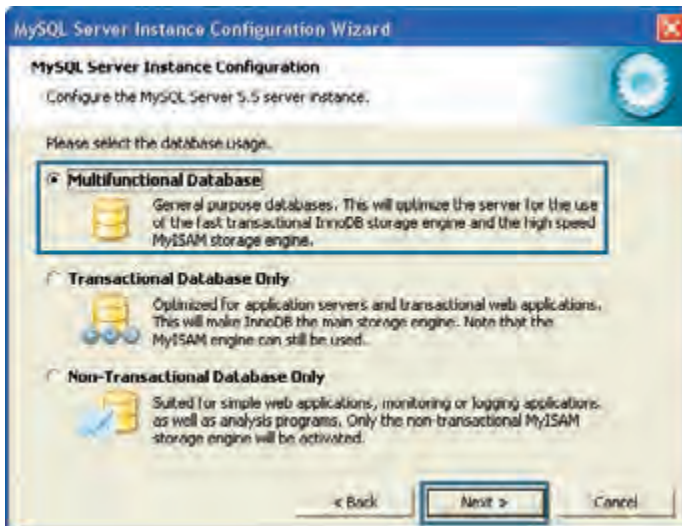 MySQL Server Instance Configuration Wizard
MySQL Server Instance Configuration
Configure the MySQL Server 5.5 server instance.
Please select the database usage.
Multifunctional Database
General purpose databases. This will optimize the server for the use
of the fast transactional InnoDB storage engine and the high speed
MyISAM storage engine.
Transactional Database Only
Optimized for application servers and transactional web applications.
This will make InnoDB the main storage engine. Note that the
MyISAM engine can still be used.
Non-Transactional Database Only
Suited for simple web applications, monitoring or logging applications
as well as analysis programs. Only the non-transactional MyISAM
storage engine will be activated.
< Back Next > Cancel